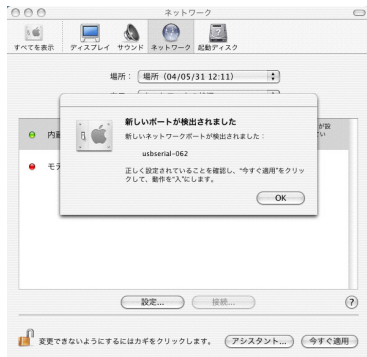 ネットワーク
すべてを表示 ディスプレイ サウンド ネットワーク 起動ディスク
場所： 場所 (04/05/31 12:11)
新しいポートが検出されました
新しいネットワークポートが検出されました：
usbserial-062
正しく設定されていることを確認し、“今すぐ適用”をクリッ
クして、動作を“入”にします。
OK
内蔵
が設
てい
モデ
設定... 接続... ?
変更できないようにするにはカギをクリックします。 アシスタント... 今すぐ適用